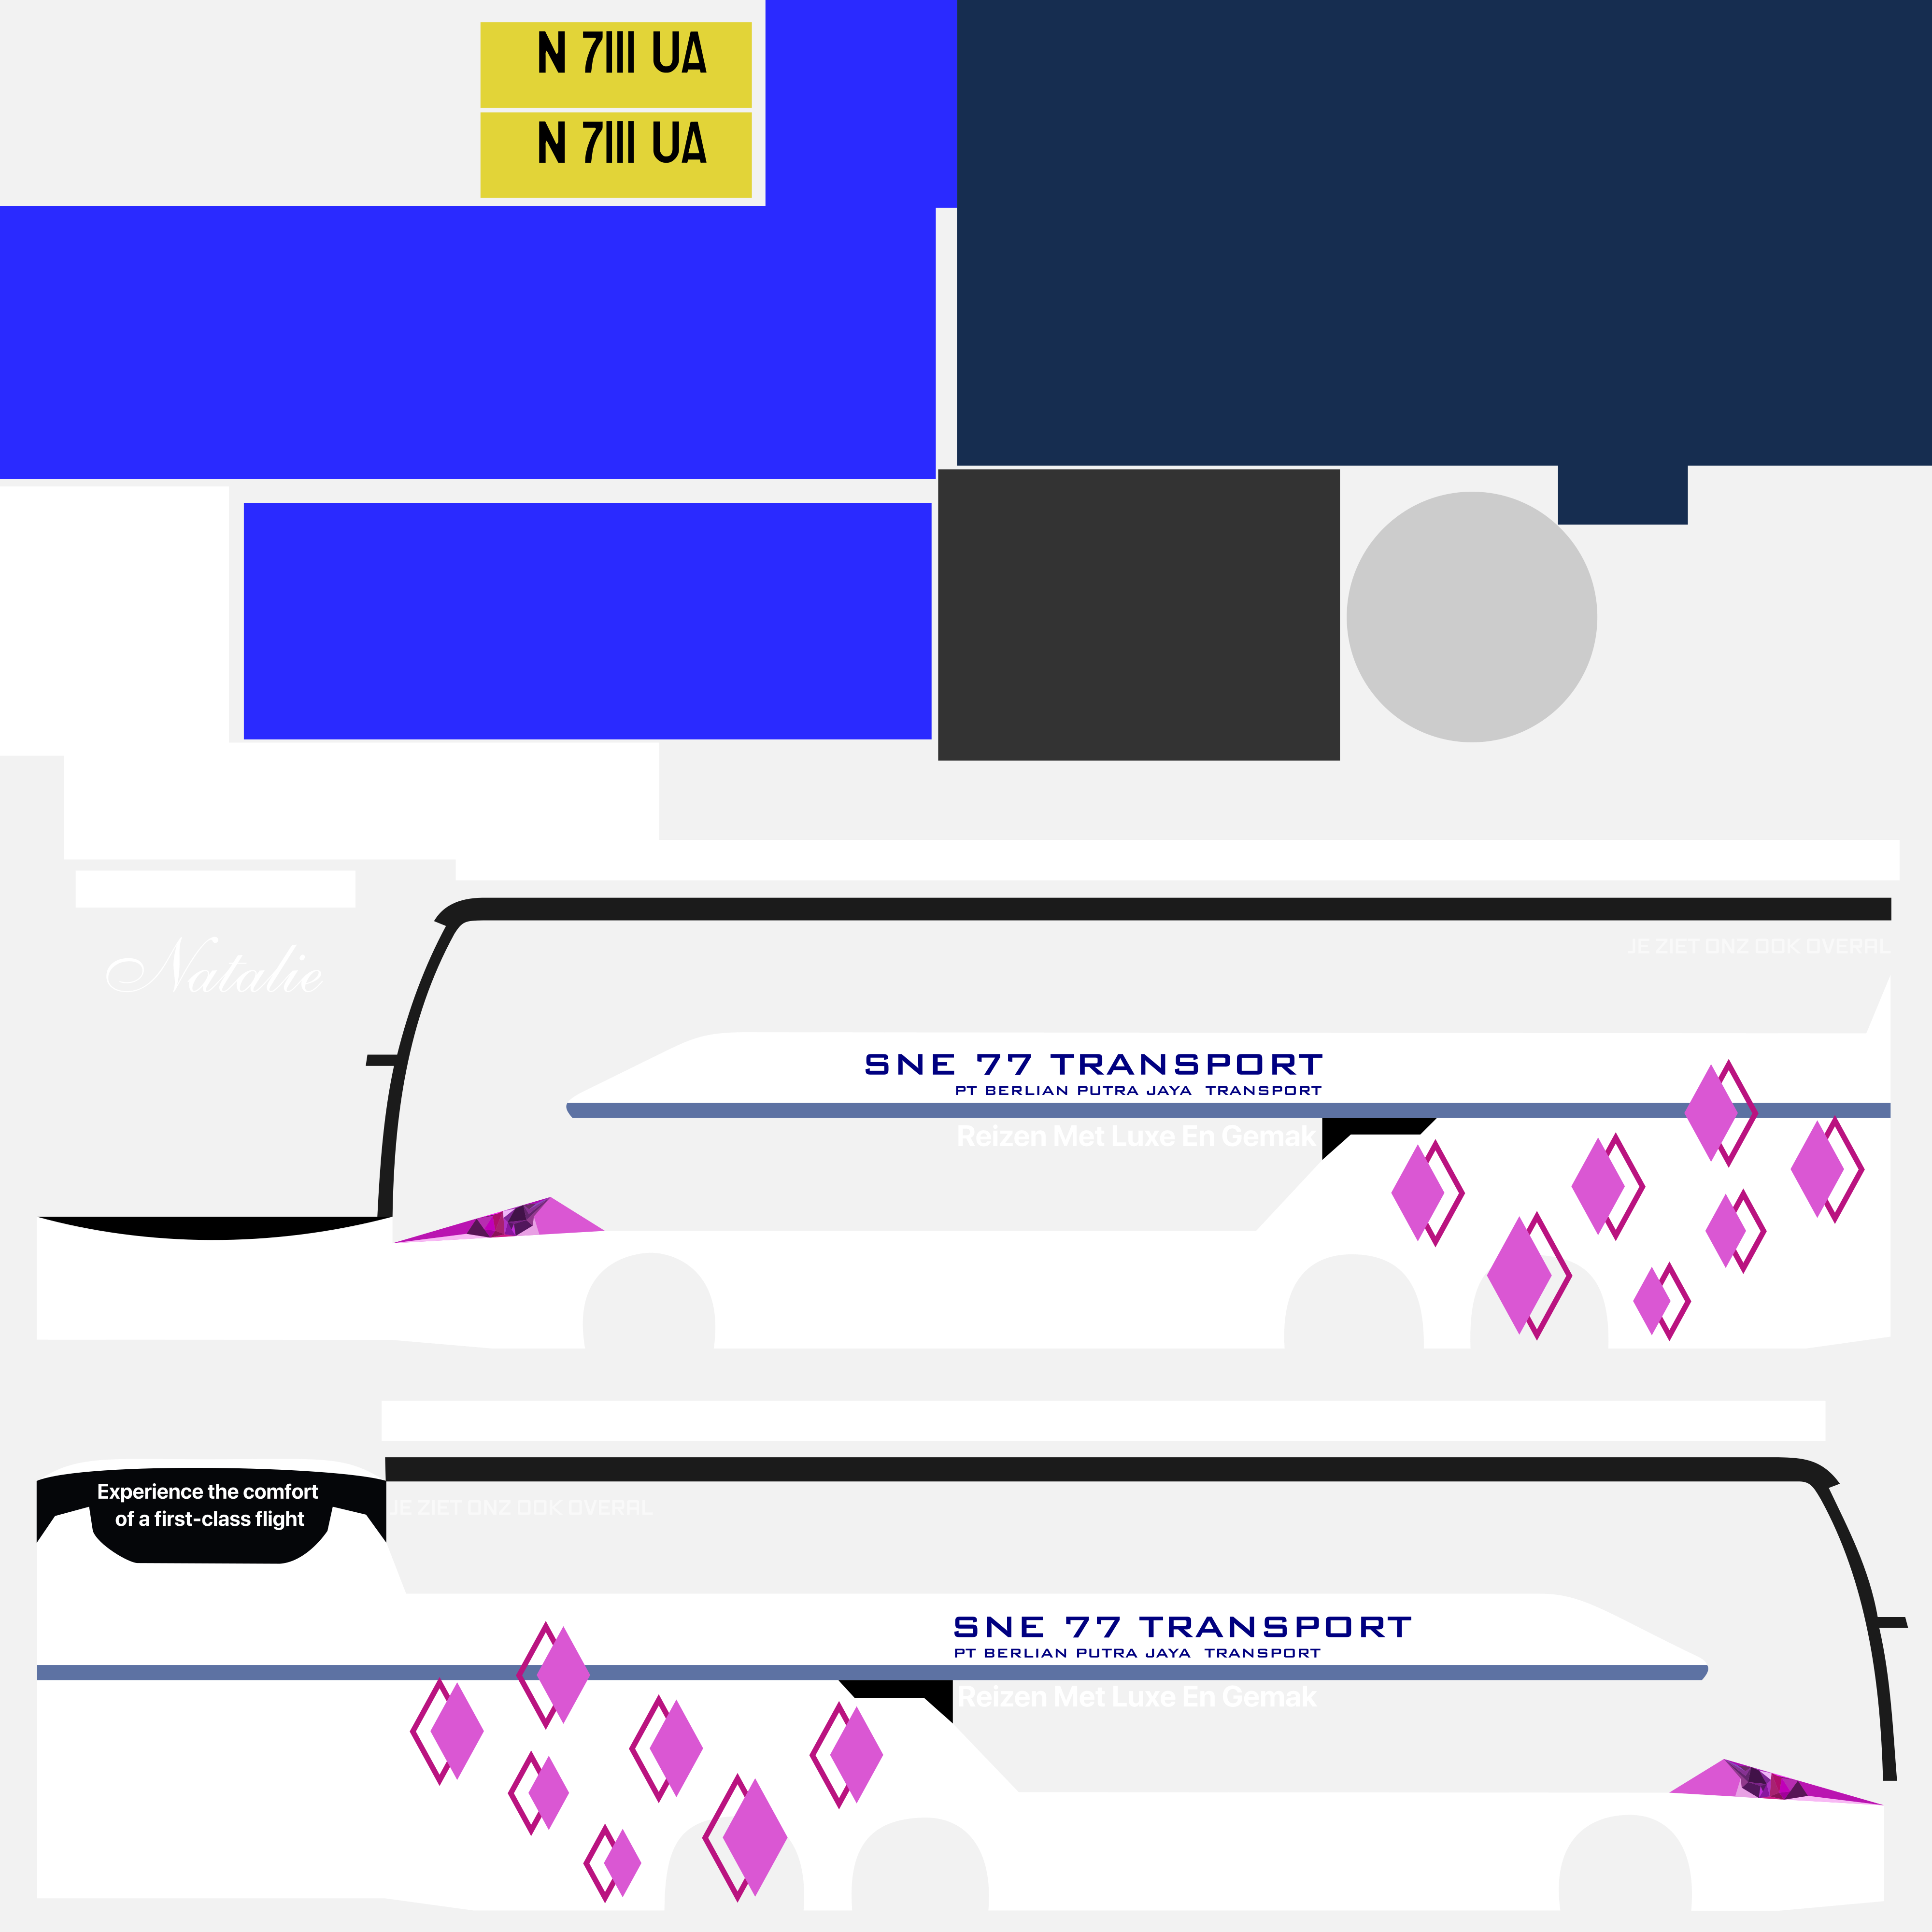 N 7111 UA
N 7111 UA
Natalie
JE ZIET ONZ OOK OVERAL
SNE 77 TRANSPORT
PT BERLIAN PUTRA JAYA TRANSPORT
Reizen Met Luxe En Gemak
Experience the comfort
of a first-class flight
JE ZIET ONZ OOK OVERAL
SNE 77 TRANSPORT
PT BERLIAN PUTRA JAYA TRANSPORT
Reizen Met Luxe En Gemak